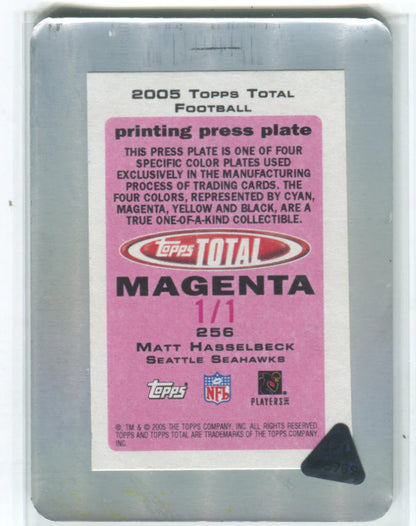 2005 Topps Total
Football
printing press plate
THIS PRESS PLATE IS ONE OF FOUR
SPECIFIC COLOR PLATES USED
EXCLUSIVELY IN THE MANUFACTURING
PROCESS OF TRADING CARDS. THE
FOUR COLORS, REPRESENTED BY CYAN,
MAGENTA, YELLOW AND BLACK, ARE A
TRUE ONE-OF-A-KIND COLLECTIBLE.
Topps TOTAL
MAGENTA
1/1
256
Matt Hasselbeck
Seattle Seahawks
Topps NFL PLAYERS INC
®, TM & © 2005 THE TOPPS COMPANY, INC. ALL RIGHTS RESERVED.
TOPPS AND TOPPS TOTAL ARE TRADEMARKS OF THE TOPPS COMPANY,
INC.